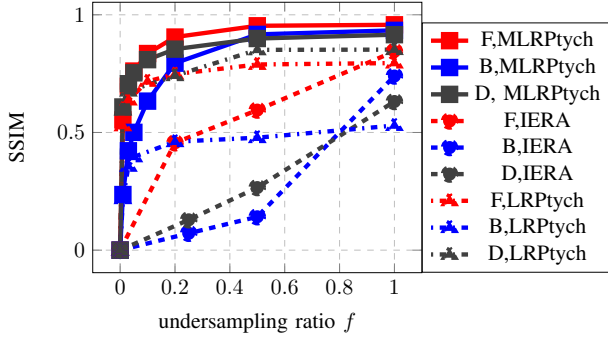 1
0.5
0
SSIM
0 0.2 0.4 0.6 0.8 1
undersampling ratio f
F,MLRPtych
B,MLRPtych
D, MLRPtych
F,IERA
B,IERA
D,IERA
F,LRPtych
B,LRPtych
D,LRPtych